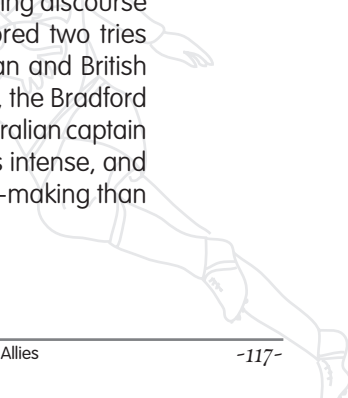 ing discourse
ored two tries
an and British
, the Bradford
ralian captain
s intense, and
-making than
Allies -117-